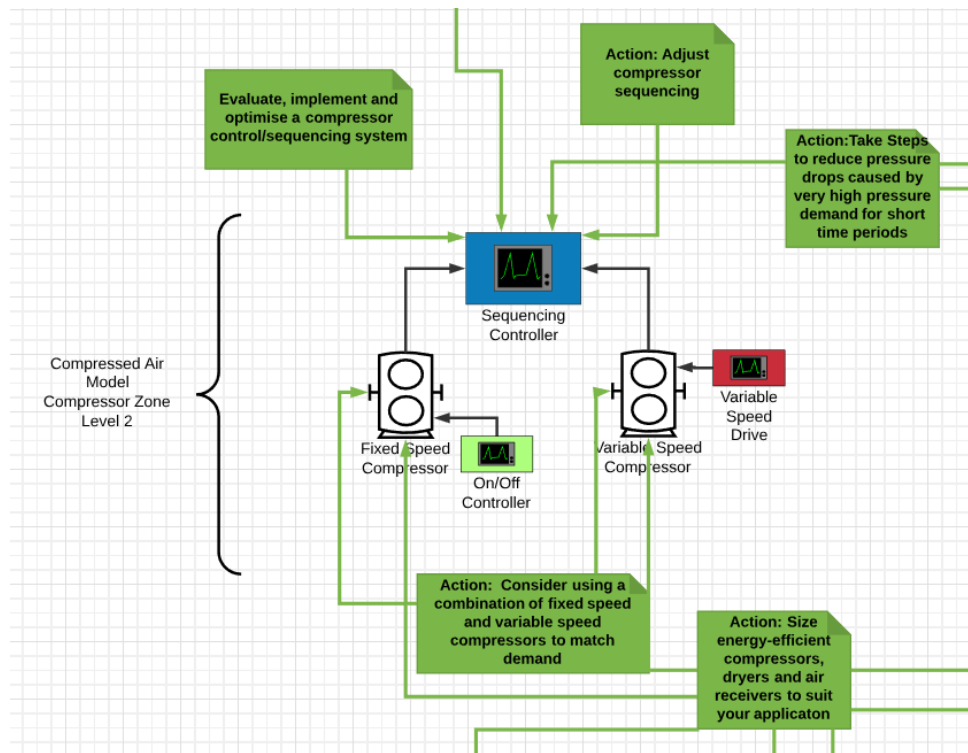 Action: Adjust
compressor
sequencing
Evaluate, implement and
optimise a compressor
control/sequencing system
Action:Take Steps
to reduce pressure
drops caused by
very high pressure
demand for short
time periods
Sequencing
Controller
Compressed Air
Model
Compressor Zone
Level 2
Variable
Speed
Drive
Fixed Speed
Compressor
On/Off
Controller
Variable Speed
Compressor
Action: Consider using a
combination of fixed speed
and variable speed
compressors to match
demand
Action: Size
energy-efficient
compressors,
dryers and air
receivers to suit
your applicaton